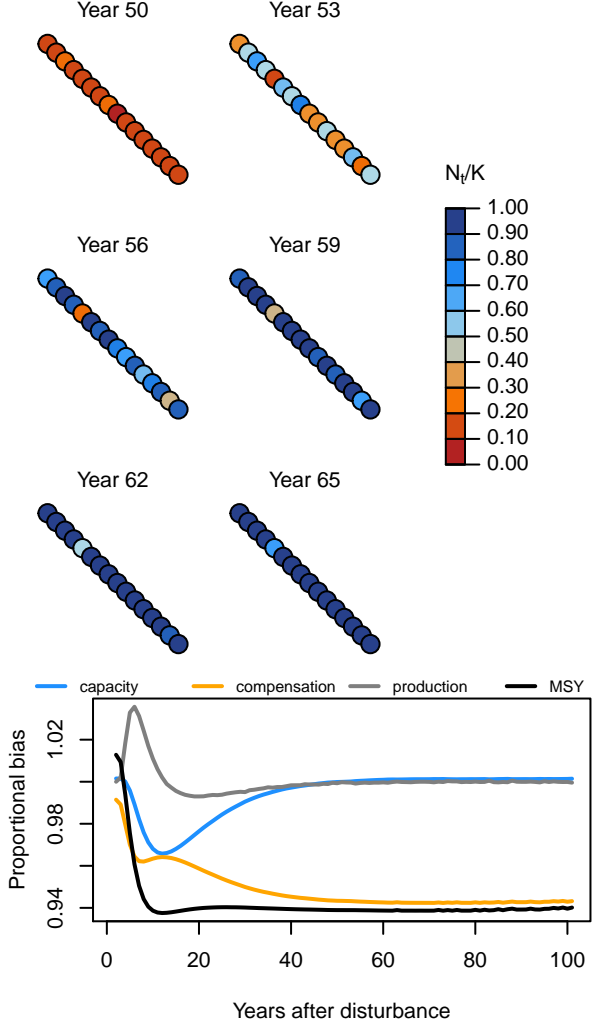 Year 50
Year 53
N_t/K
1.00
0.90
0.80
0.70
0.60
0.50
0.40
0.30
0.20
0.10
0.00
Year 56
Year 59
Year 62
Year 65
capacity
compensation
production
MSY
Proportional bias
1.02
0.98
0.94
0
20
40
60
80
100
Years after disturbance